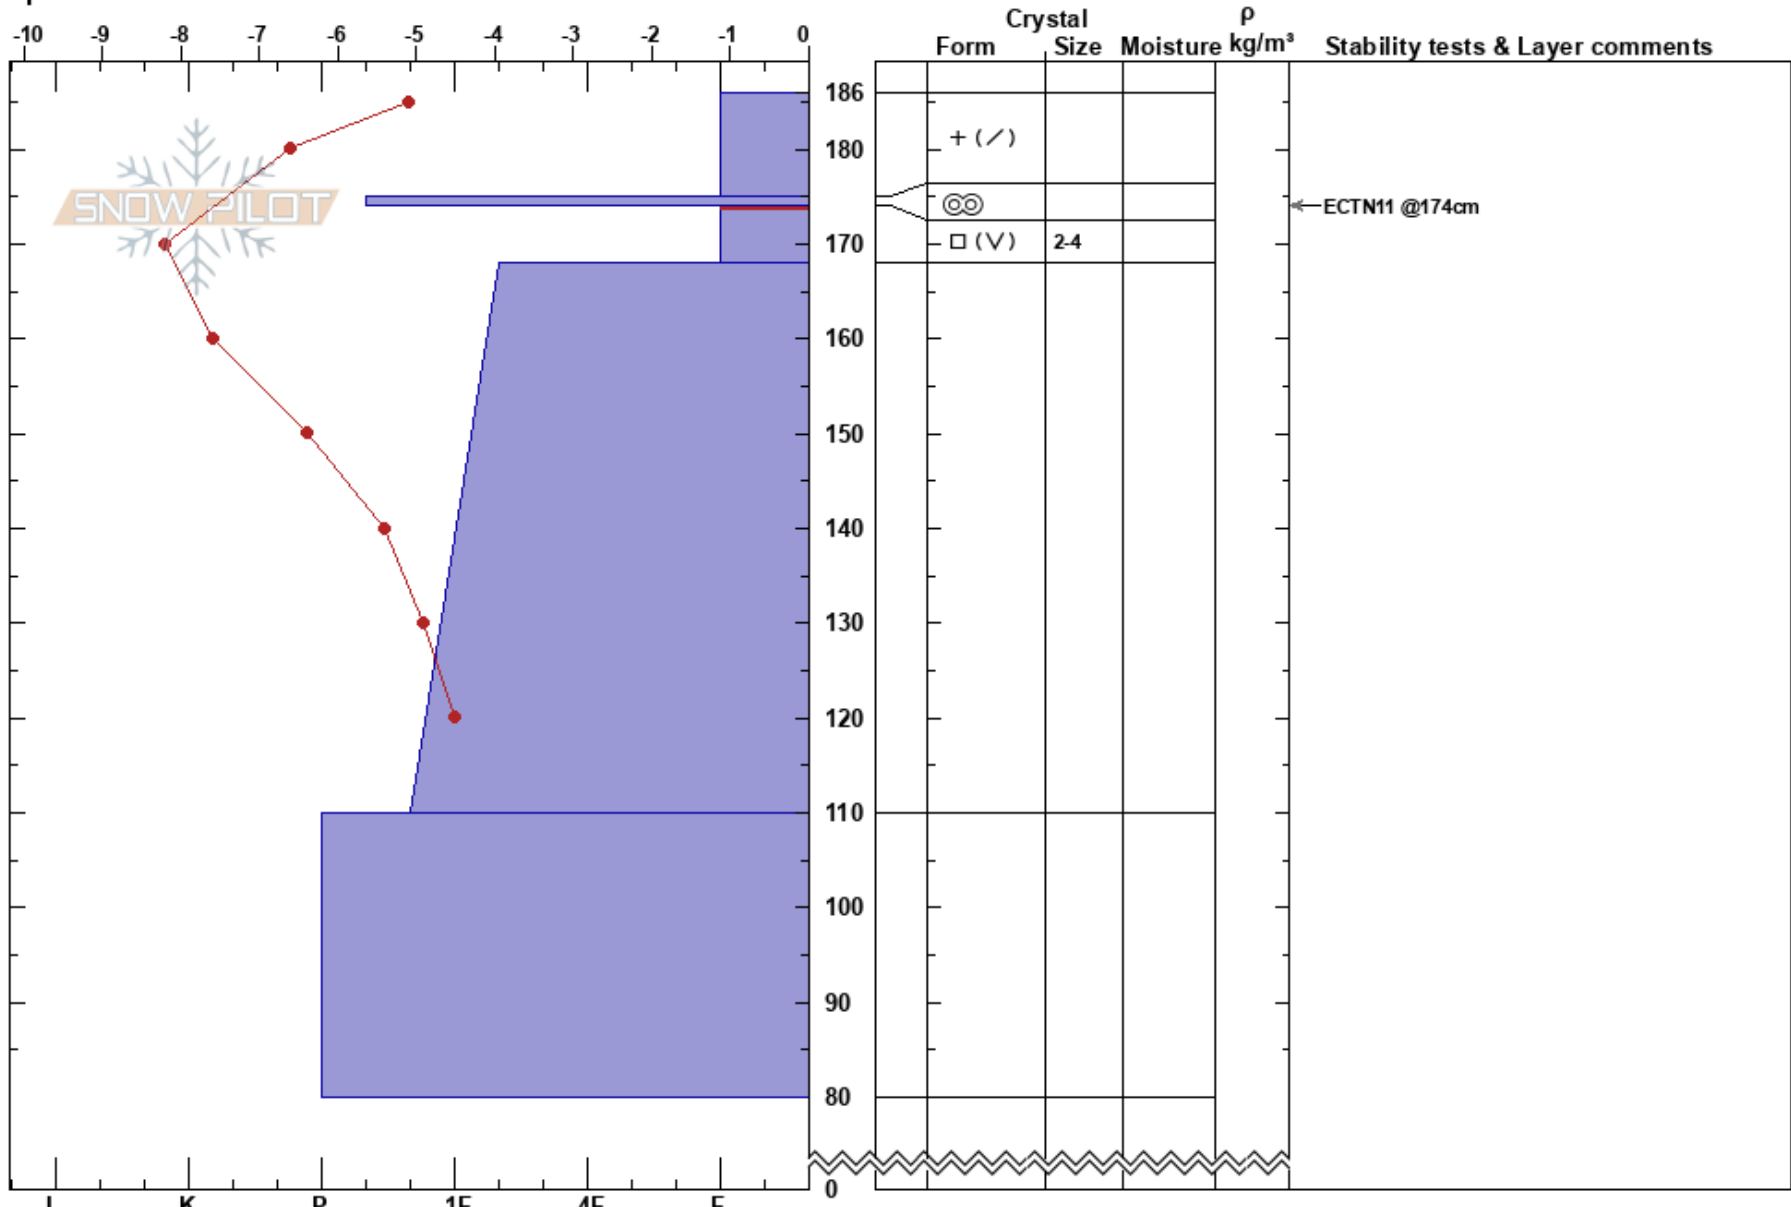 Crystal ρ
-10 -9 -8 -7 -6 -5 -4 -3 -2 -1 0 Form Size Moisture kg/m³ Stability tests & Layer comments
186
+ (/)
180
SNOW PILOT
ECTN11 @174cm
170 (V) 2-4
160
150
140
130
120
110
100
90
80
0
I K P 1F 4F F